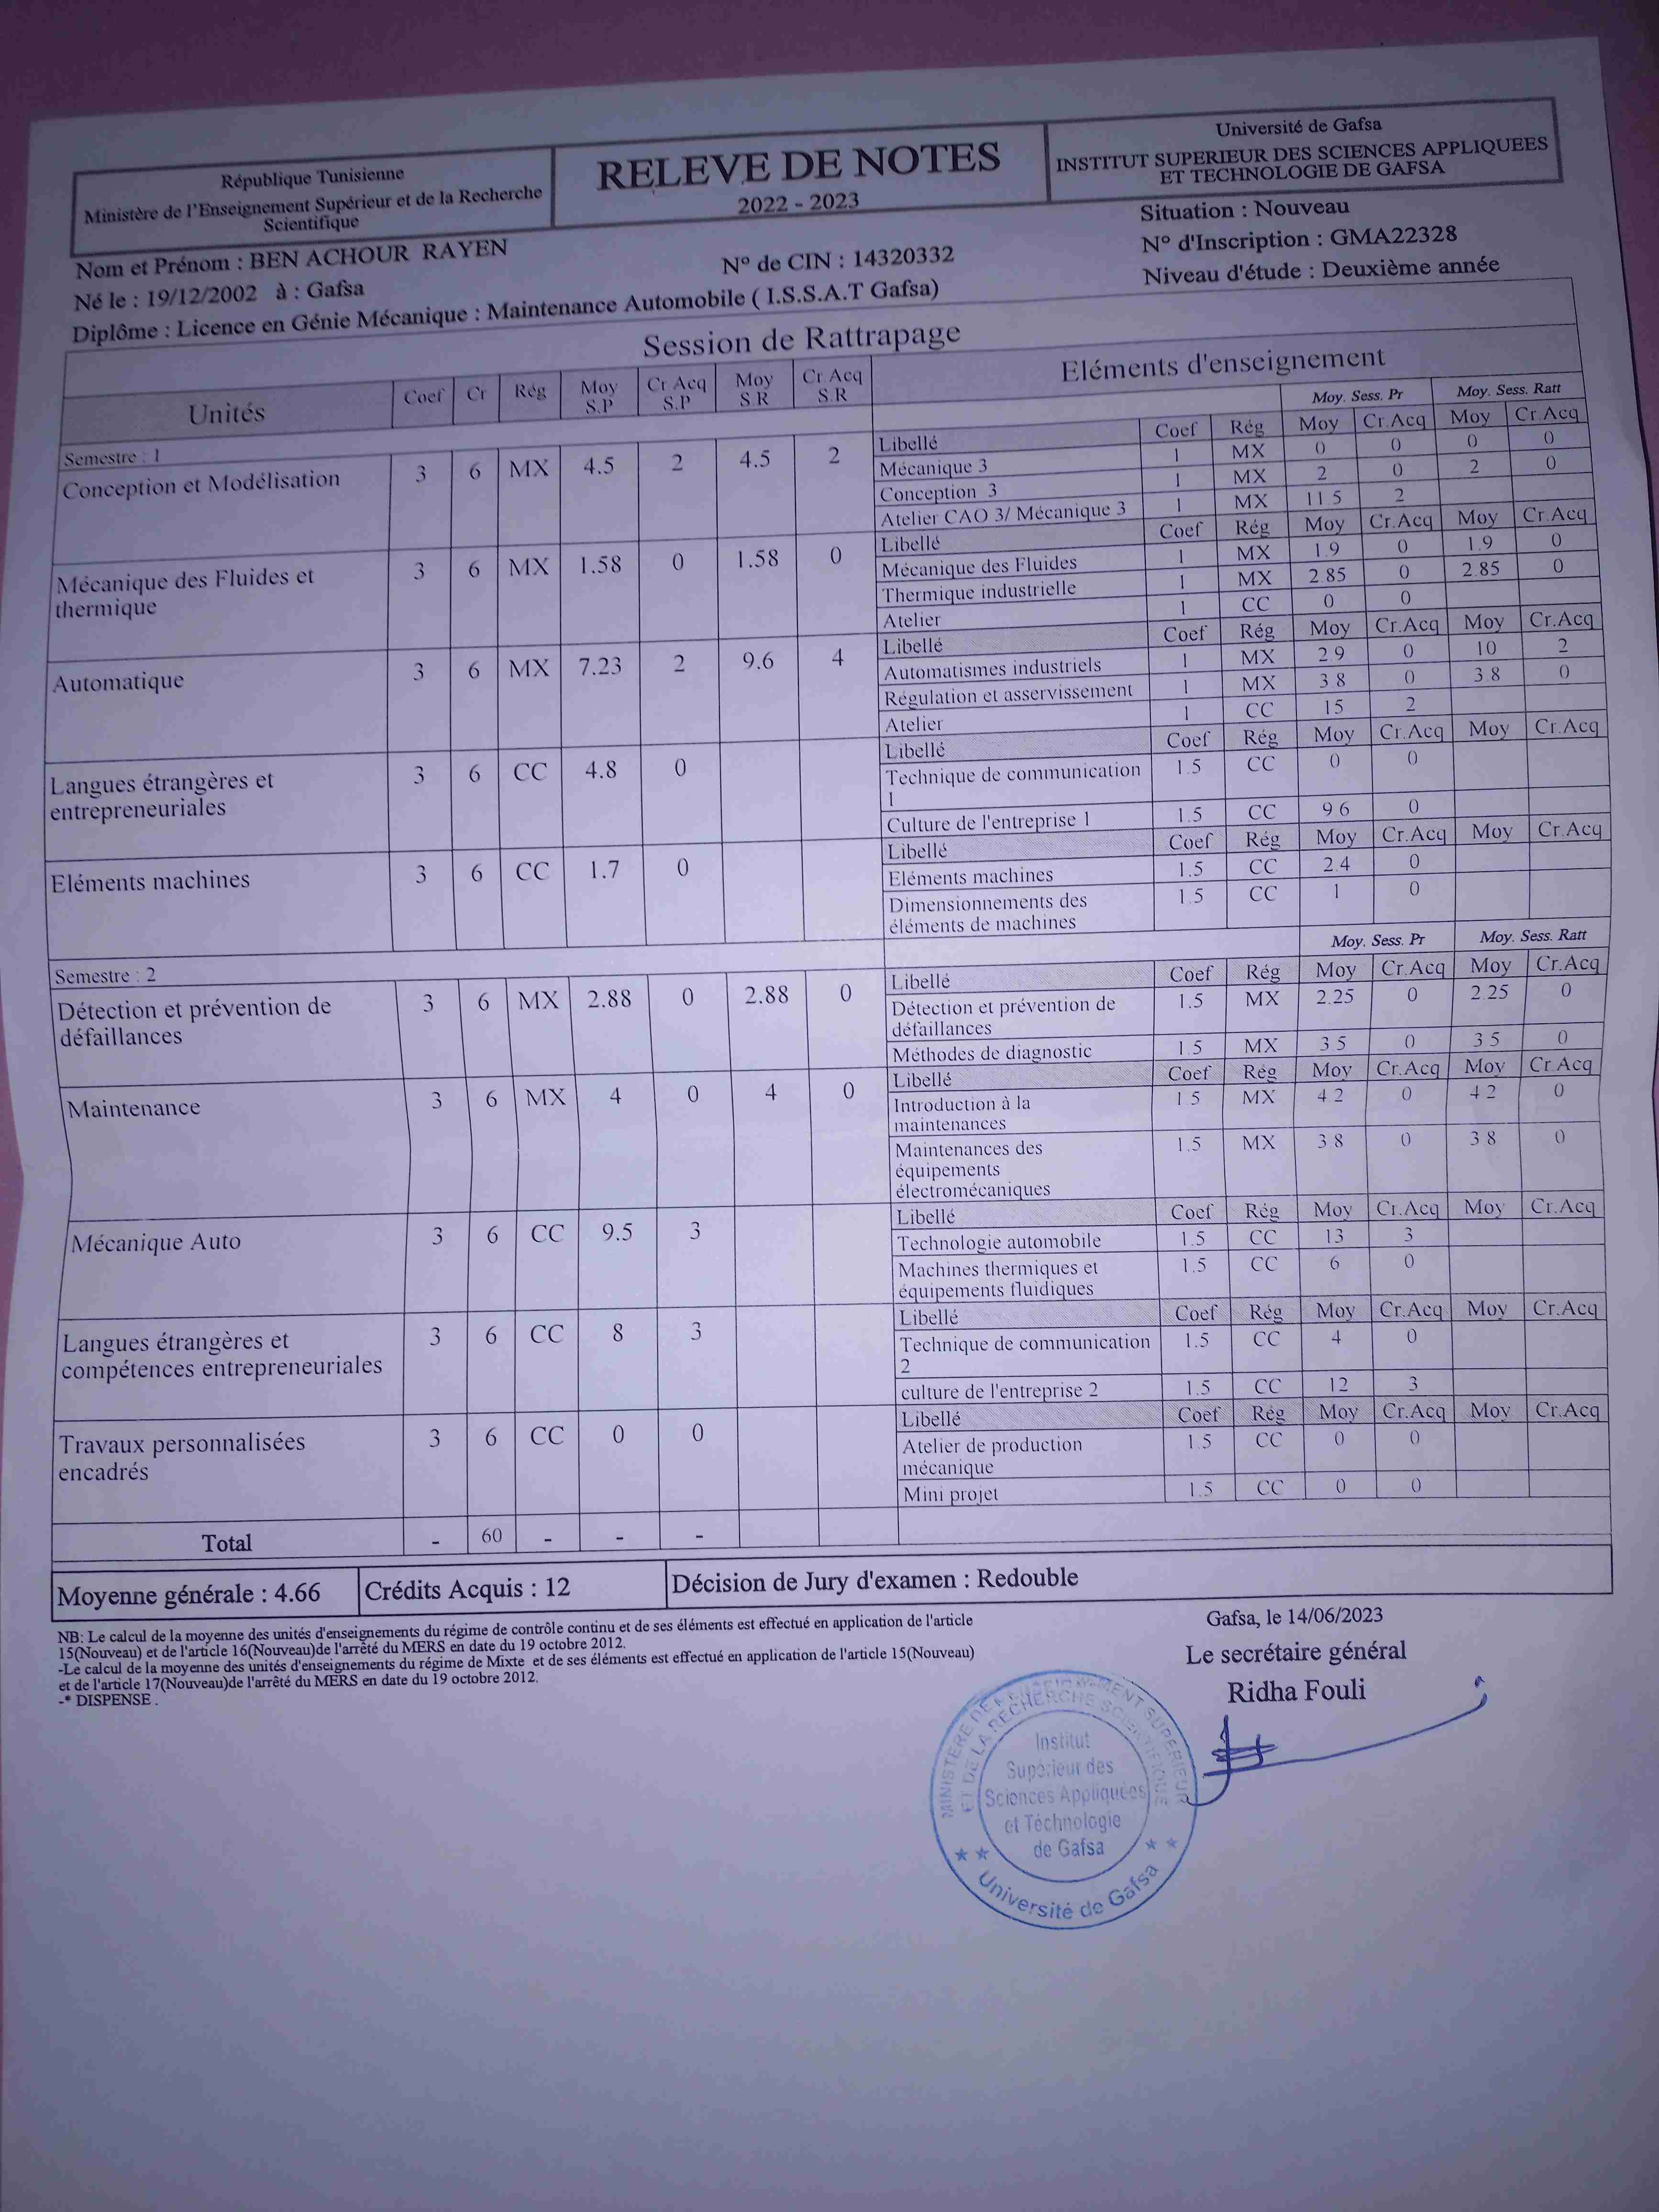 République Tunisienne
Ministère de l'Enseignement Supérieur et de la Recherche
Scientifique
RELEVE DE NOTES
2022 - 2023
Université de Gafsa
INSTITUT SUPERIEUR DES SCIENCES APPLIQUEES
ET TECHNOLOGIE DE GAFSA
Nom et Prénom : BEN ACHOUR RAYEN
N° de CIN : 14320332
Situation : Nouveau
N° d'Inscription : GMA22328
Né le : 19/12/2002 à : Gafsa
Niveau d'étude : Deuxième année
Diplôme : Licence en Génie Mécanique : Maintenance Automobile ( I.S.S.A.T Gafsa)
Session de Rattrapage
Unités Coef Cr Rég Moy S.P Cr.Acq S.P Moy S.R Cr.Acq S.R Eléments d'enseignement
Semestre : 1 Moy. Sess. Pr Moy. Sess. Ratt
Libellé Coef Rég Moy Cr.Acq Moy Cr.Acq
Conception et Modélisation 3 6 MX 4.5 2 4.5 2
Mécanique 3 1 MX 0 0 0 0
Conception 3 1 MX 2 0 2 0
Atelier CAO 3/ Mécanique 3 1 MX 11.5 2
Libellé Coef Rég Moy Cr.Acq Moy Cr.Acq
Mécanique des Fluides et
thermique 3 6 MX 1.58 0 1.58 0
Mécanique des Fluides 1 MX 1.9 0 1.9 0
Thermique industrielle 1 MX 2.85 0 2.85 0
Atelier 1 CC 0 0
Libellé Coef Rég Moy Cr.Acq Moy Cr.Acq
Automatique 3 6 MX 7.23 2 9.6 4
Automatismes industriels 1 MX 2.9 0 10 2
Régulation et asservissement 1 MX 3.8 0 3.8 0
Atelier 1 CC 15 2
Libellé Coef Rég Moy Cr.Acq Moy Cr.Acq
Langues étrangères et
entrepreneuriales 3 6 CC 4.8 0
Technique de communication
1 1.5 CC 0 0
Culture de l'entreprise 1 1.5 CC 9.6 0
Libellé Coef Rég Moy Cr.Acq Moy Cr.Acq
Eléments machines 3 6 CC 1.7 0
Eléments machines 1.5 CC 2.4 0
Dimensionnements des
éléments de machines 1.5 CC 1 0
Semestre : 2 Moy. Sess. Pr Moy. Sess. Ratt
Libellé Coef Rég Moy Cr.Acq Moy Cr.Acq
Détection et prévention de
défaillances 3 6 MX 2.88 0 2.88 0
Détection et prévention de
défaillances 1.5 MX 2.25 0 2.25 0
Méthodes de diagnostic 1.5 MX 3.5 0 3.5 0
Libellé Coef Rég Moy Cr.Acq Moy Cr.Acq
Maintenance 3 6 MX 4 0 4 0
Introduction à la
maintenances 1.5 MX 4.2 0 4.2 0
Maintenances des
équipements
électromécaniques 1.5 MX 3.8 0 3.8 0
Libellé Coef Rég Moy Cr.Acq Moy Cr.Acq
Mécanique Auto 3 6 CC 9.5 3
Technologie automobile 1.5 CC 13 3
Machines thermiques et
équipements fluidiques 1.5 CC 6 0
Libellé Coef Rég Moy Cr.Acq Moy Cr.Acq
Langues étrangères et
compétences entrepreneuriales 3 6 CC 8 3
Technique de communication
2 1.5 CC 4 0
culture de l'entreprise 2 1.5 CC 12 3
Libellé Coef Rég Moy Cr.Acq Moy Cr.Acq
Travaux personnalisées
encadrés 3 6 CC 0 0
Atelier de production
mécanique 1.5 CC 0 0
Mini projet 1.5 CC 0 0
Total - 60 - - -
Moyenne générale : 4.66 Crédits Acquis : 12 Décision de Jury d'examen : Redouble
NB: Le calcul de la moyenne des unités d'enseignements du régime de contrôle continu et de ses éléments est effectué en application de l'article
15(Nouveau) et de l'article 16(Nouveau)de l'arrêté du MERS en date du 19 octobre 2012.
-Le calcul de la moyenne des unités d'enseignements du régime de Mixte et de ses éléments est effectué en application de l'article 15(Nouveau)
et de l'article 17(Nouveau)de l'arrêté du MERS en date du 19 octobre 2012.
-* DISPENSE .
Gafsa, le 14/06/2023
Le secrétaire général
Ridha Fouli
MINISTERE DE L'ENSEIGNEMENT SUPERIEUR
ET DE LA RECHERCHE SCIENTIFIQUE
Institut
Supérieur des
Sciences Appliquées
et Téchnologie
de Gafsa
Université de Gafsa